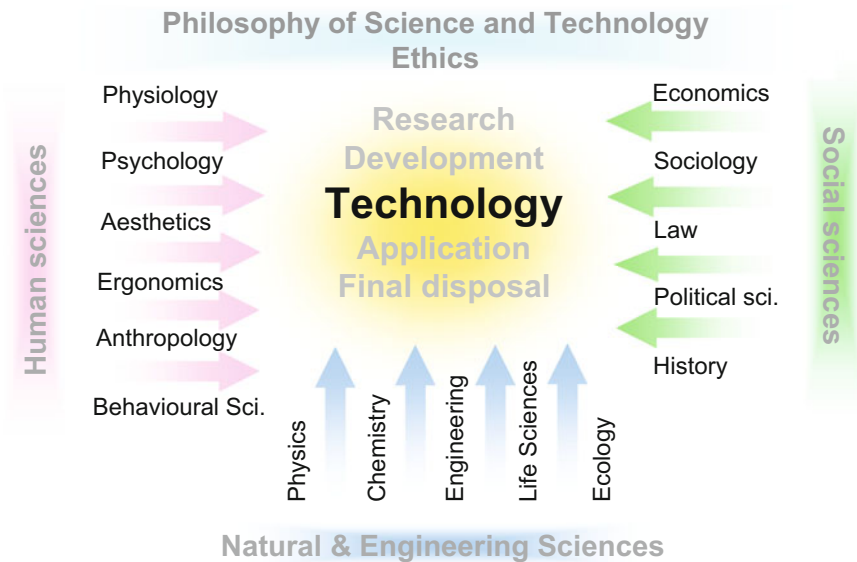 Philosophy of Science and Technology
Ethics
Human sciences
Physiology
Psychology
Aesthetics
Ergonomics
Anthropology
Behavioural Sci.
Research
Development
Technology
Application
Final disposal
Economics
Sociology
Law
Political sci.
History
Social sciences
Physics
Chemistry
Engineering
Life Sciences
Ecology
Natural & Engineering Sciences